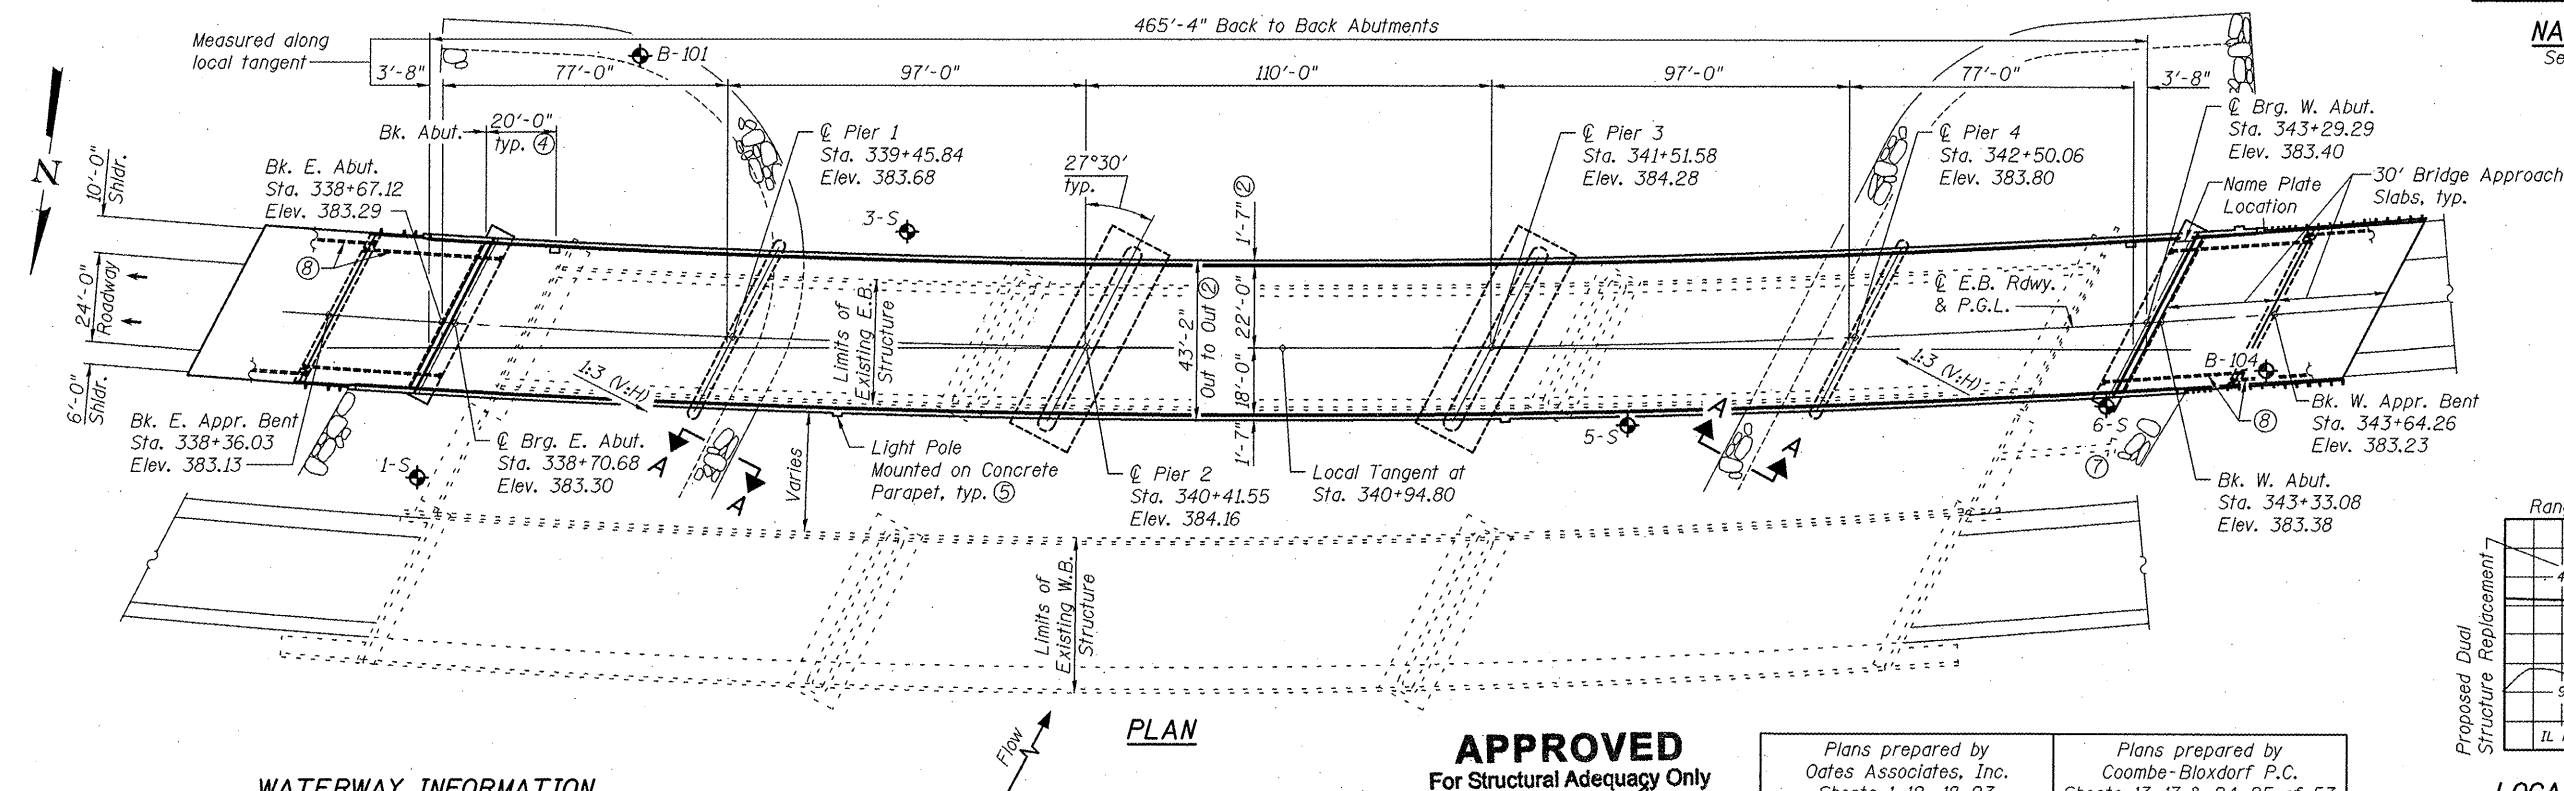 465'-4" Back to Back Abutments
Measured along
local tangent
3'-8"
77'-0"
97'-0"
110'-0"
97'-0"
77'-0"
3'-8"
B-101
NA
Se
N
Bk. Abut.
20'-0"
typ. ④
℄ Pier 1
Sta. 339+45.84
Elev. 383.68
27°30'
typ.
1'-7" ②
℄ Pier 3
Sta. 341+51.58
Elev. 384.28
℄ Pier 4
Sta. 342+50.06
Elev. 383.80
℄ Brg. W. Abut.
Sta. 343+29.29
Elev. 383.40
Name Plate
Location
30' Bridge Approach
Slabs, typ.
10'-0"
Shldr.
Bk. E. Abut.
Sta. 338+67.12
Elev. 383.29
3-S
⑧
24'-0"
Roadway
Limits of
Existing E.B.
Structure
43'-2"
Out to Out ②
22'-0"
18'-0"
1'-7"
℄ E.B. Rdwy.
& P.G.L.
1:3 (V:H)
1:3 (V:H)
B-104
6'-0"
Shldr.
Bk. E. Appr. Bent
Sta. 338+36.03
Elev. 383.13
1-S
℄ Brg. E. Abut.
Sta. 338+70.68
Elev. 383.30
A
A
Varies
Light Pole
Mounted on Concrete
Parapet, typ. ⑤
℄ Pier 2
Sta. 340+41.55
Elev. 384.16
Local Tangent at
Sta. 340+94.80
5-S
A
A
6-S
⑦
⑧
Bk. W. Appr. Bent
Sta. 343+64.26
Elev. 383.23
Bk. W. Abut.
Sta. 343+33.08
Elev. 383.38
Limits of
Existing W.B.
Structure
Ran
Proposed Dual
Structure Replacement
4
9
IL
Flow
PLAN
APPROVED
For Structural Adequacy Only
Plans prepared by
Oates Associates, Inc.
Plans prepared by
Coombe-Bloxdorf P.C.
WATERWAY INFORMATION
LOCA